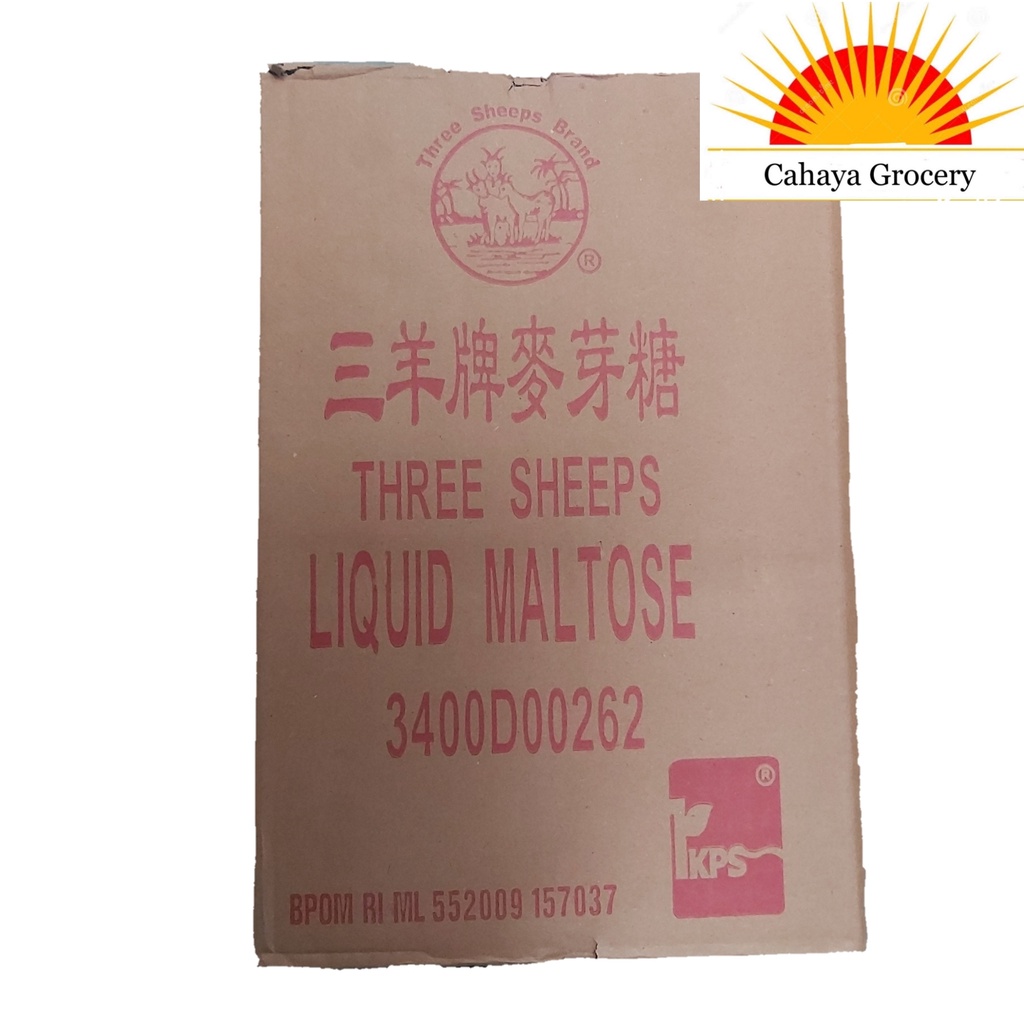 Cahaya Grocery
Three Sheeps Brand
®
三羊牌麥芽糖
THREE SHEEPS
LIQUID MALTOSE
3400D00262
®
KPS
BPOM RI ML 552009 157037